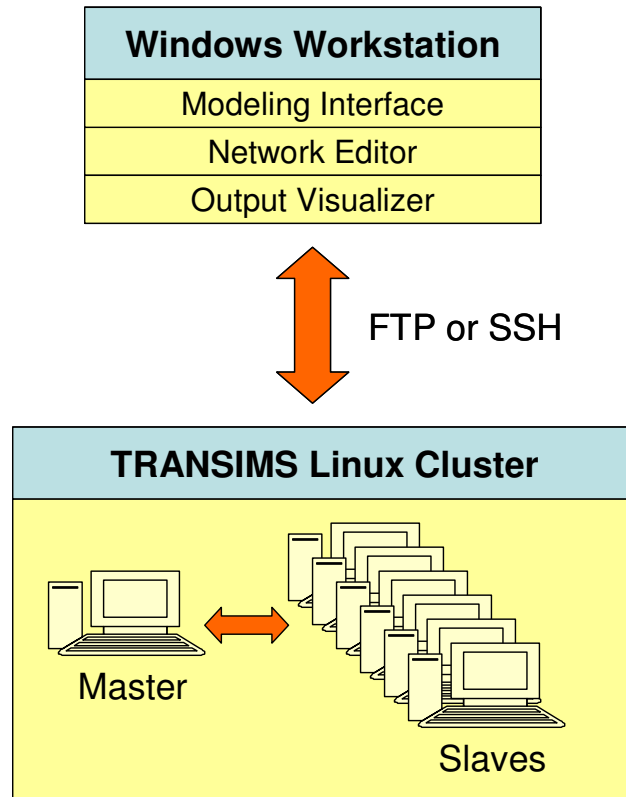 Windows Workstation
Modeling Interface
Network Editor
Output Visualizer
FTP or SSH
TRANSIMS Linux Cluster
Master
Slaves